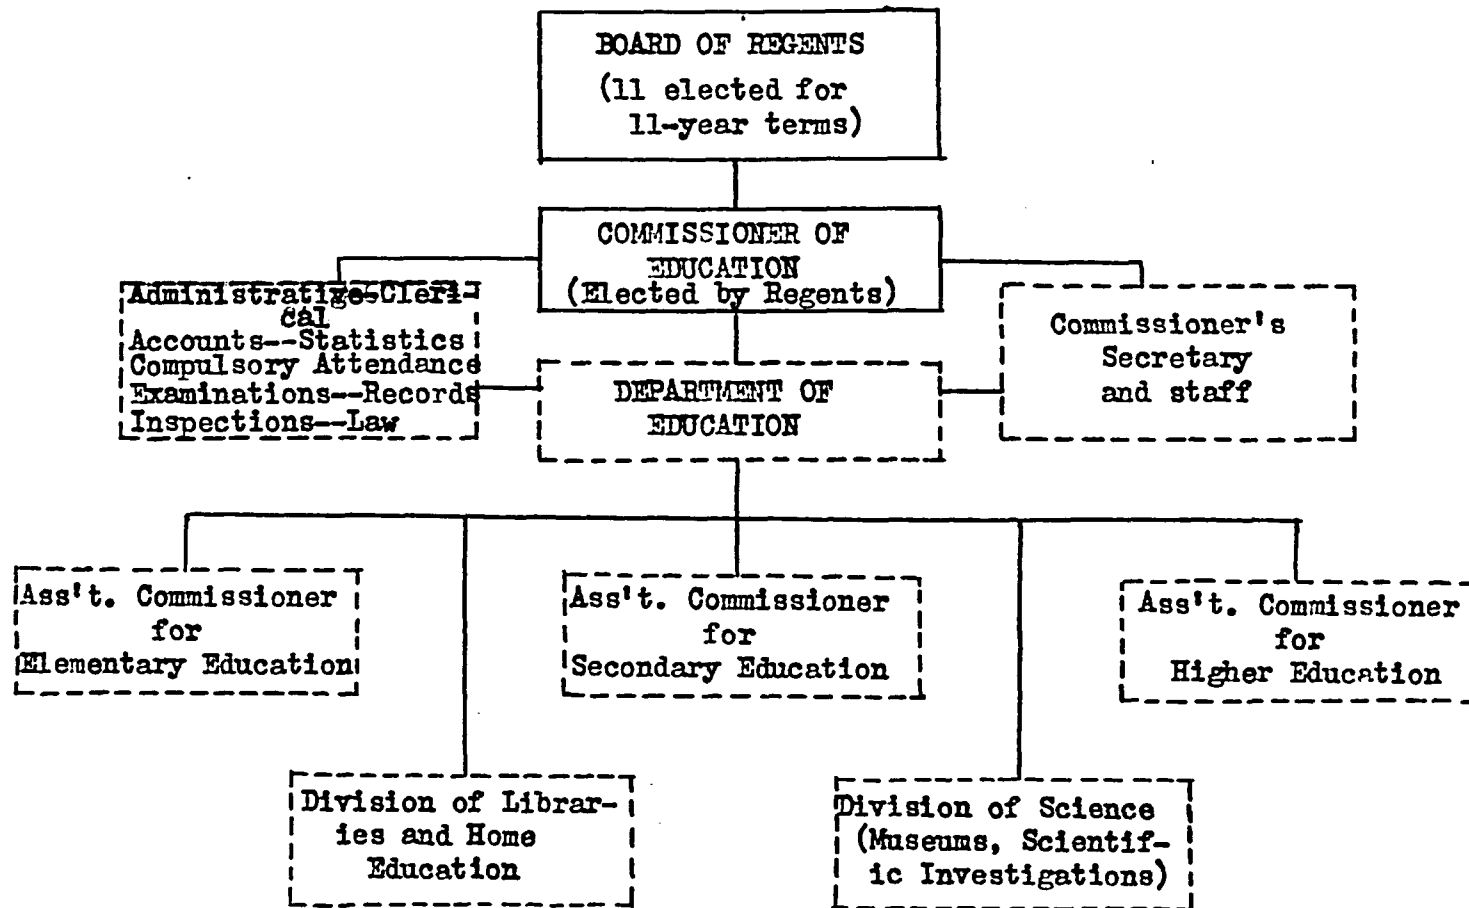 BOARD OF REGENTS
(11 elected for
11-year terms)
COMMISSIONER OF
EDUCATION
(Elected by Regents)
Administrative-Cleri-
cal
Accounts--Statistics
Compulsory Attendance
Examinations--Records
Inspections--Law
DEPARTMENT OF
EDUCATION
Commissioner's
Secretary
and staff
Ass't. Commissioner
for
Elementary Education
Ass't. Commissioner
for
Secondary Education
Ass't. Commissioner
for
Higher Education
Division of Librar-
ies and Home
Education
Division of Science
(Museums, Scientif-
ic Investigations)